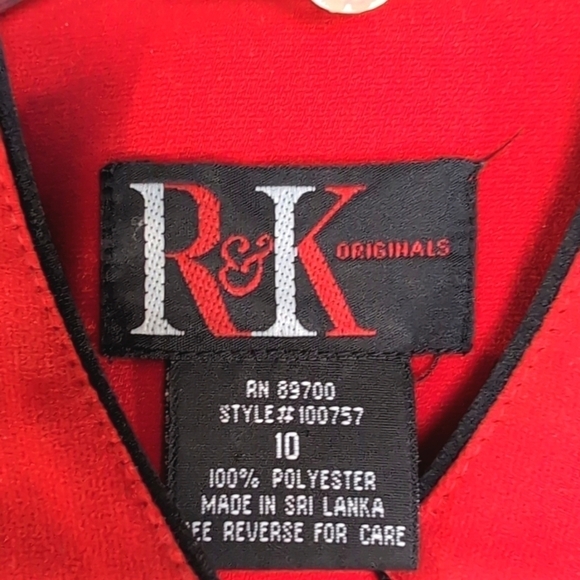 R&K ORIGINALS
RN 89700
STYLE# 100757
10
100% POLYESTER
MADE IN SRI LANKA
REVERSE FOR CARE